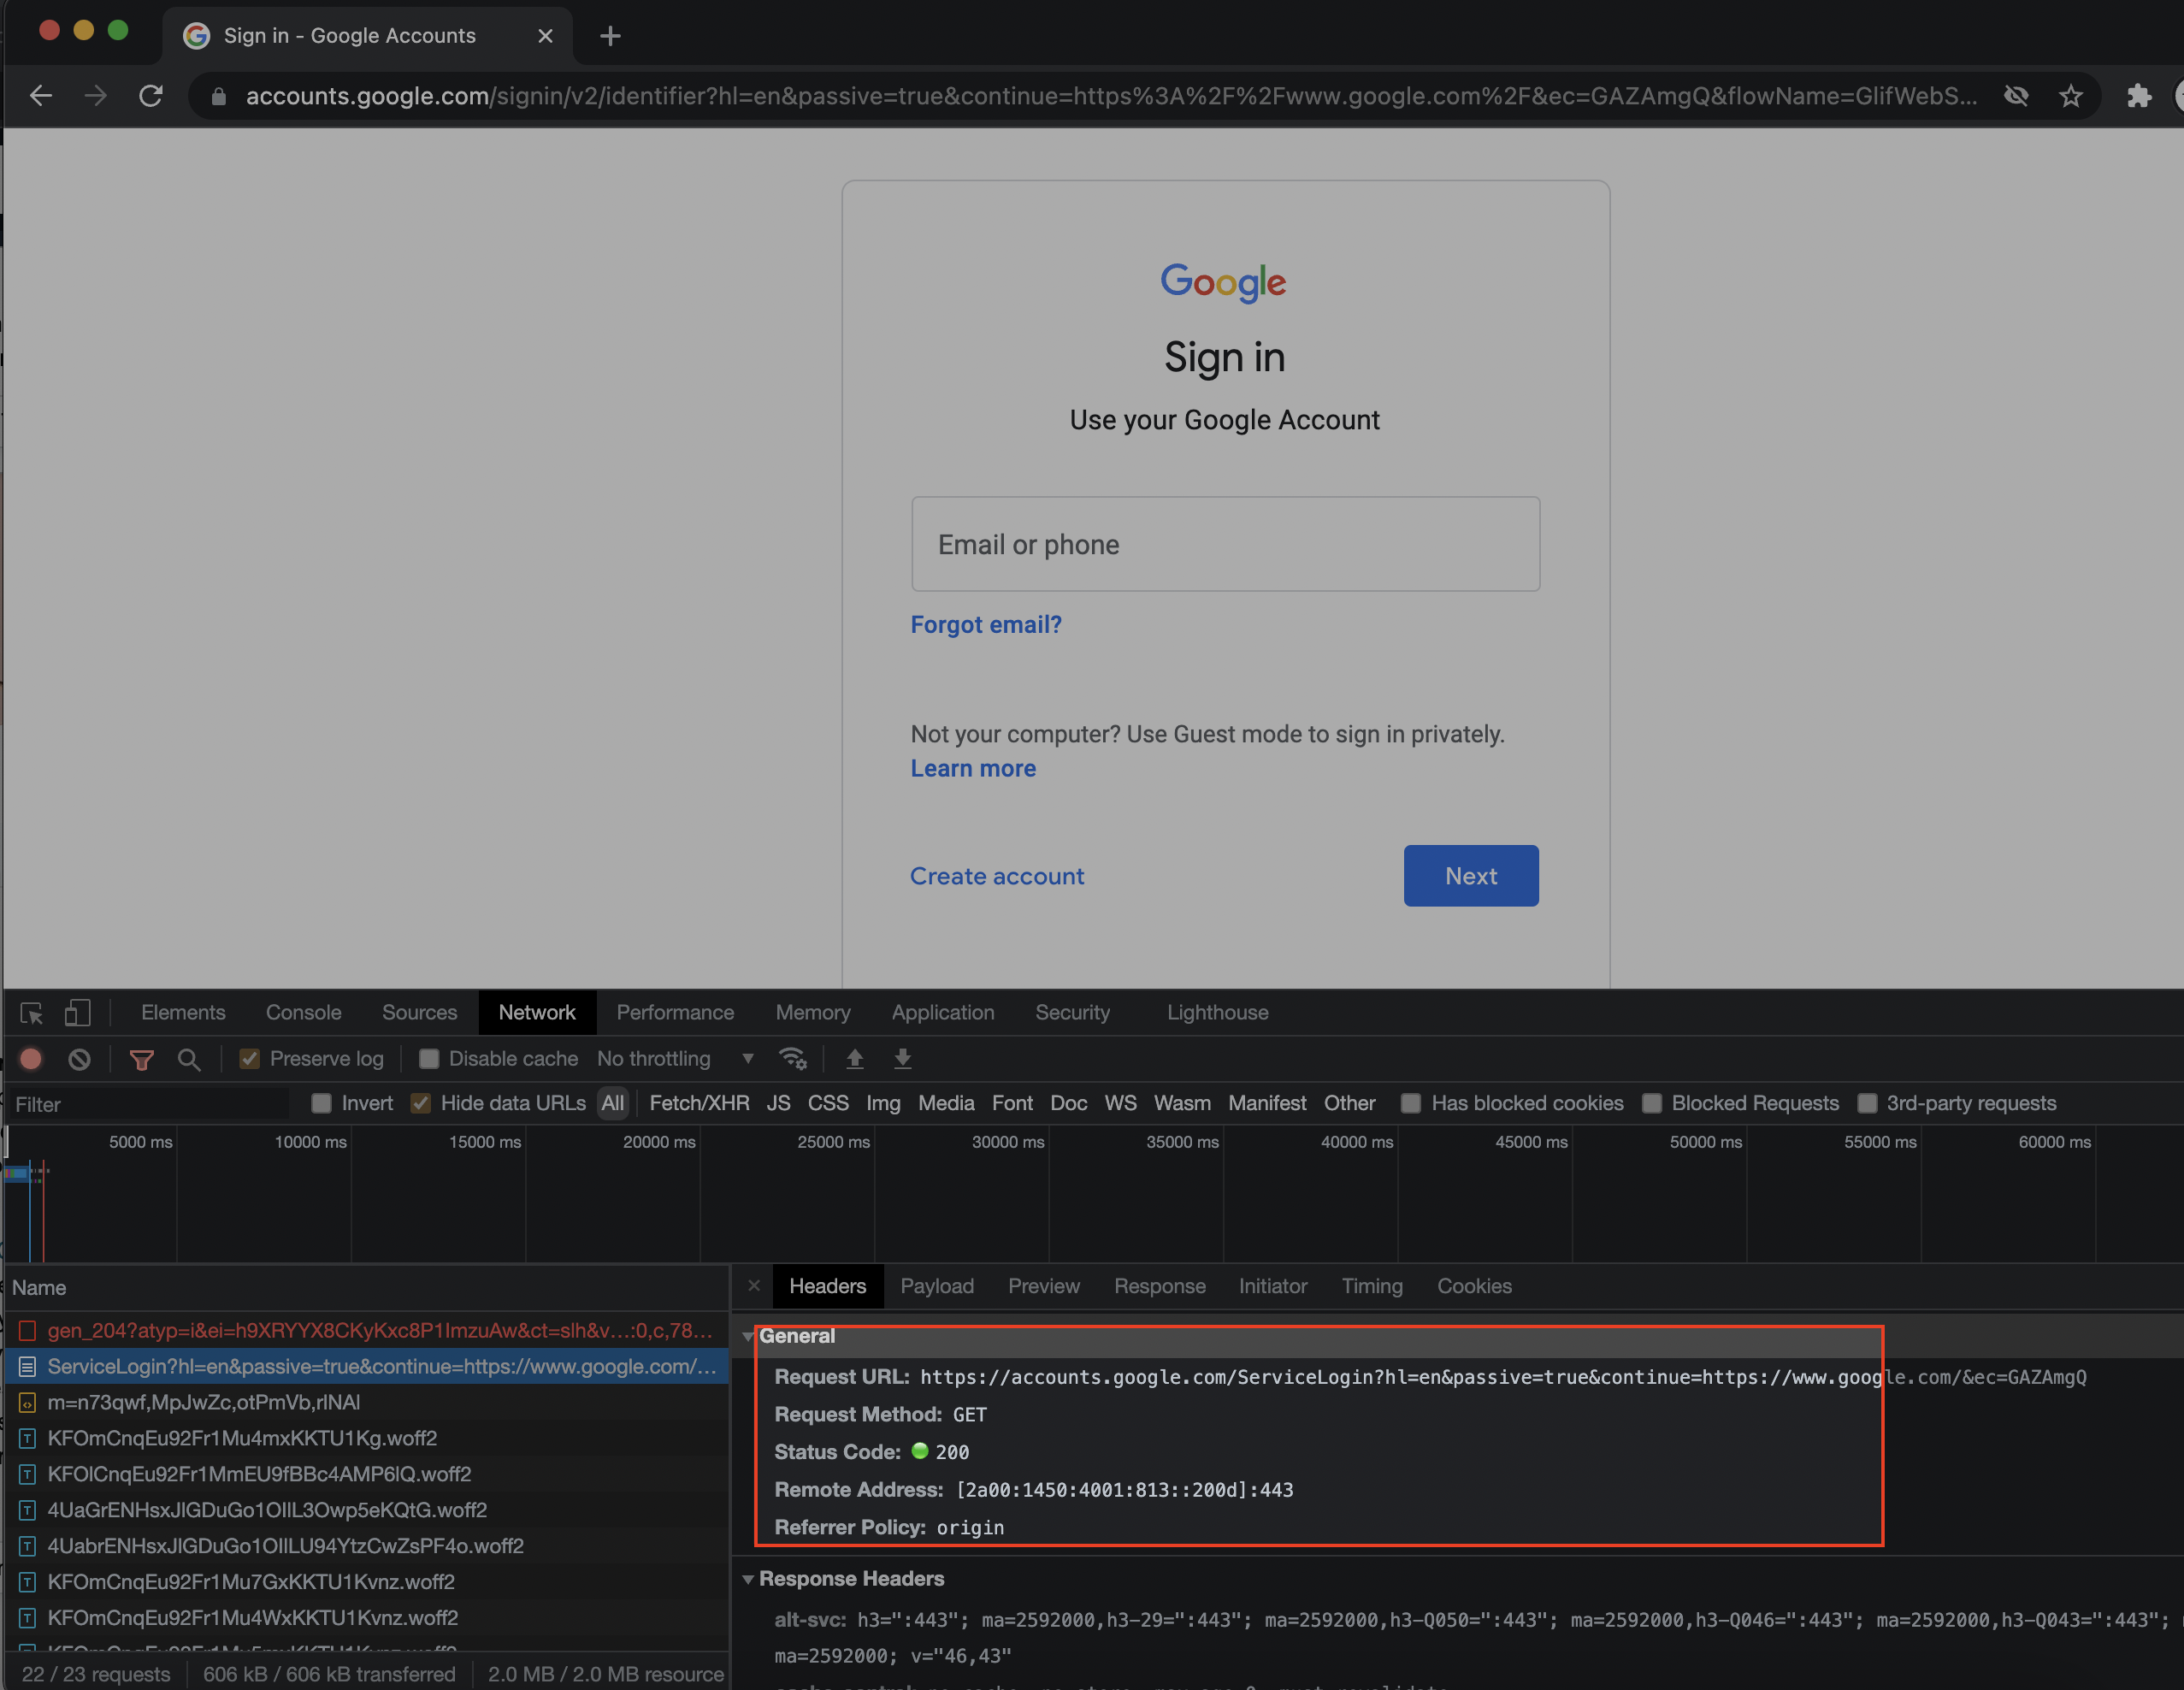 Sign in - Google Accounts
accounts.google.com/signin/v2/identifier?hl=en&passive=true&continue=https%3A%2F%2Fwww.google.com%2F&ec=GAZAmgQ&flowName=GlifWebS...
Google
Sign in
Use your Google Account
Email or phone
Forgot email?
Not your computer? Use Guest mode to sign in privately.
Learn more
Create account
Next
Elements Console Sources Network Performance Memory Application Security Lighthouse
Preserve log Disable cache No throttling
Filter Invert Hide data URLs All Fetch/XHR JS CSS Img Media Font Doc WS Wasm Manifest Other Has blocked cookies Blocked Requests 3rd-party requests
5000 ms 10000 ms 15000 ms 20000 ms 25000 ms 30000 ms 35000 ms 40000 ms 45000 ms 50000 ms 55000 ms 60000 ms
Name
gen_204?atyp=i&ei=h9XRYYX8CKyKxc8P1ImzuAw&ct=slh&v...:0,c,78...
ServiceLogin?hl=en&passive=true&continue=https://www.google.com/...
m=n73qwf,MpJwZc,otPmVb,rlNAl
KFOmCnqEu92Fr1Mu4mxKKTU1Kg.woff2
KFOlCnqEu92Fr1MmEU9fBBc4AMP6lQ.woff2
4UaGrENHsxJlGDuGo1OIlL3Owp5eKQtG.woff2
4UabrENHsxJlGDuGo1OIlLU94YtzCwZsPF4o.woff2
KFOmCnqEu92Fr1Mu7GxKKTU1Kvnz.woff2
KFOmCnqEu92Fr1Mu4WxKKTU1Kvnz.woff2
22 / 23 requests 606 kB / 606 kB transferred 2.0 MB / 2.0 MB resource
Headers Payload Preview Response Initiator Timing Cookies
General
Request URL: https://accounts.google.com/ServiceLogin?hl=en&passive=true&continue=https://www.google.com/&ec=GAZAmgQ
Request Method: GET
Status Code: 200
Remote Address: [2a00:1450:4001:813::200d]:443
Referrer Policy: origin
Response Headers
alt-svc: h3=":443"; ma=2592000,h3-29=":443"; ma=2592000,h3-Q050=":443"; ma=2592000,h3-Q046=":443"; ma=2592000,h3-Q043=":443";
ma=2592000; v="46,43"